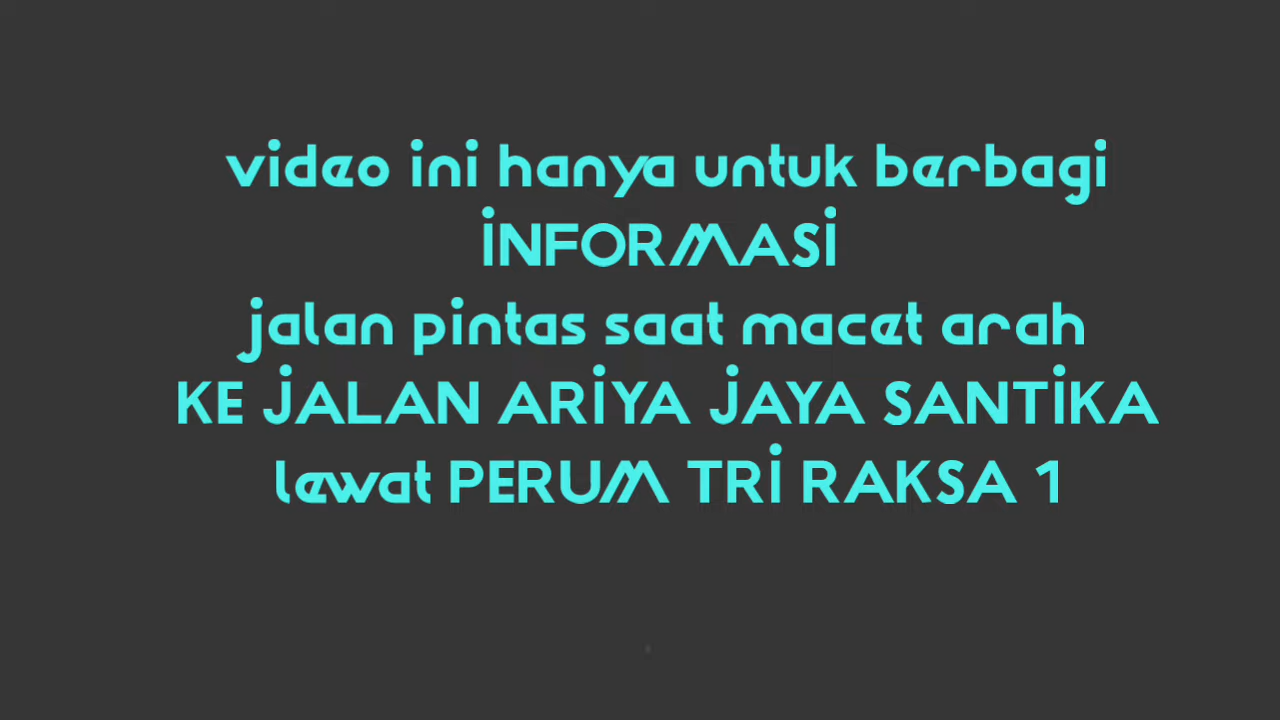 video ini hanya untuk berbagi
INFORMASI
jalan pintas saat macet arah
KE JALAN ARIYA JAYA SANTIKA
lewat PERUM TRI RAKSA 1